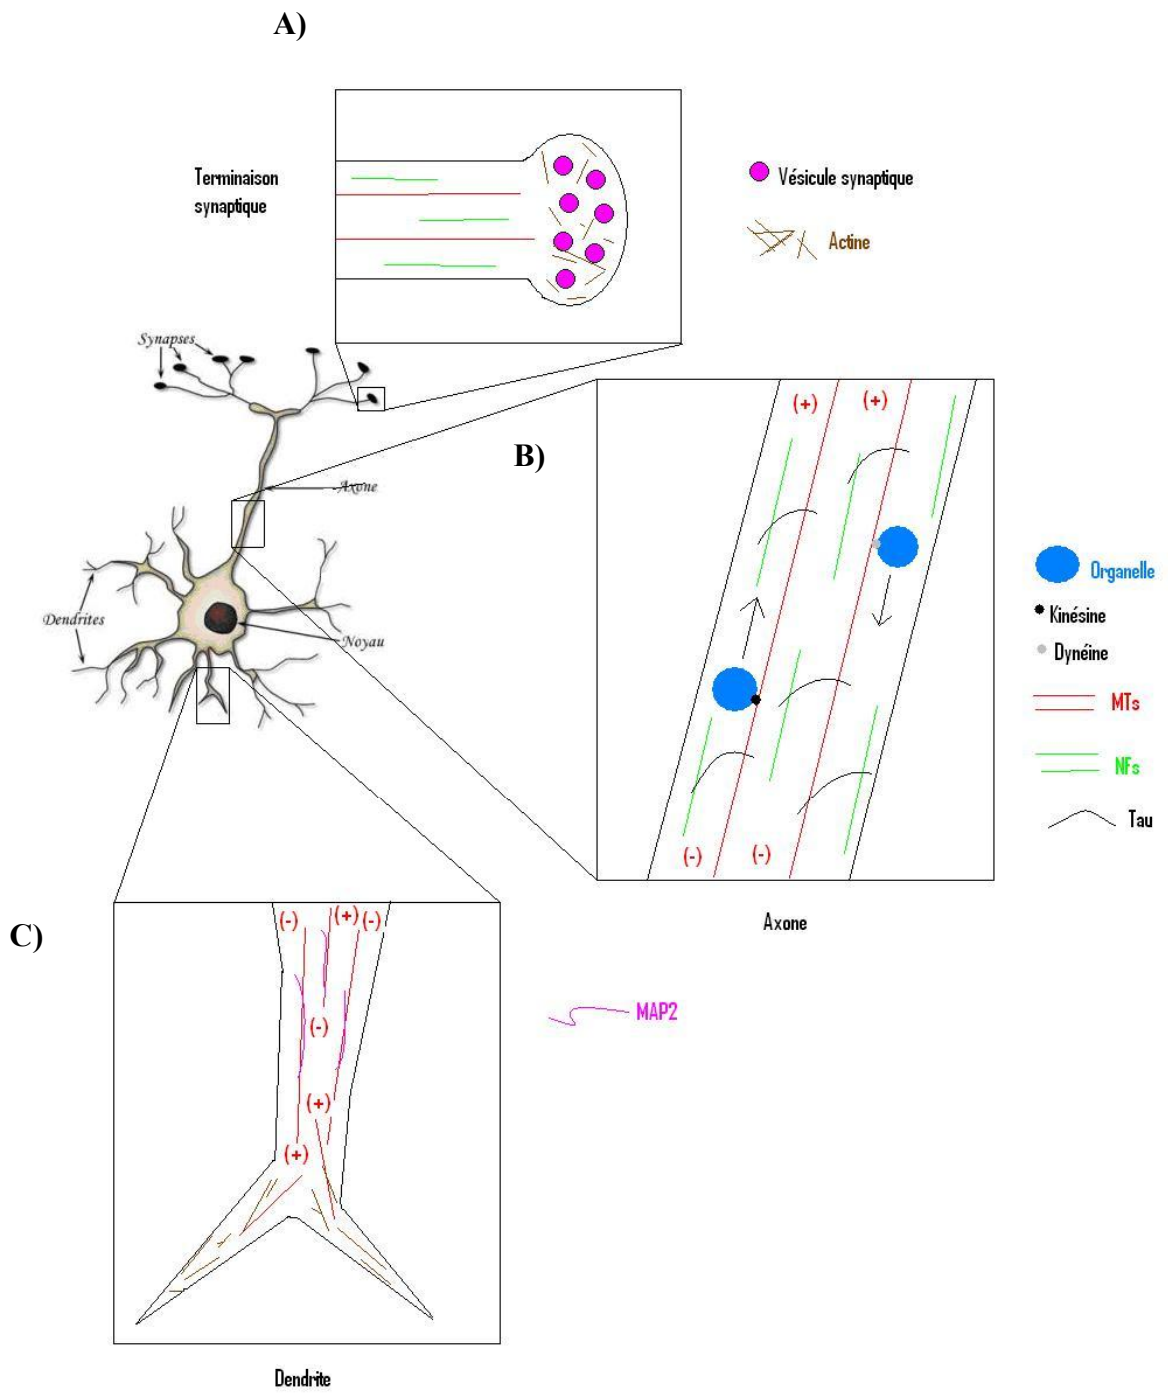 A)
Terminaison
synaptique
Vésicule synaptique
Actine
Synapses
Axone
Dendrites
Noyau
B)
(+) (+)
(-) (-)
Organelle
Kinésine
Dynéine
MTs
NFs
Tau
Axone
C)
(-) (+) (-)
(-)
(+)
(+)
MAP2
Dendrite